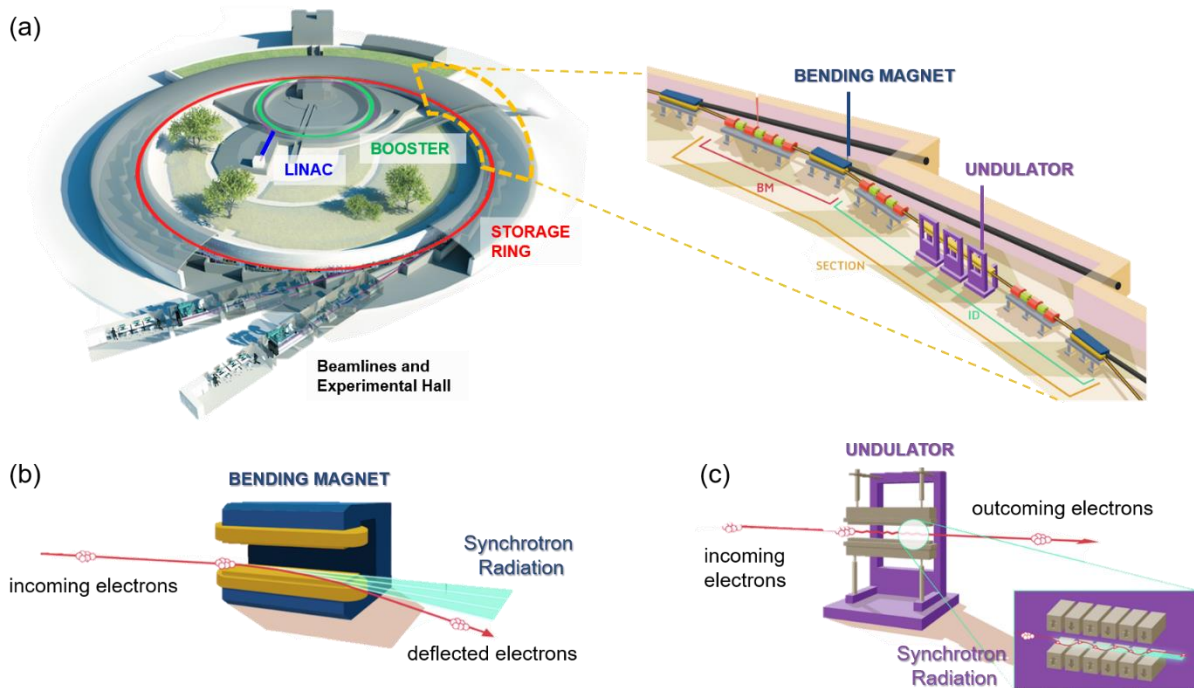 (a)
LINAC
BOOSTER
STORAGE
RING
Beamlines and
Experimental Hall
BENDING MAGNET
UNDULATOR
BM
SECTION
ID
(b)
BENDING MAGNET
incoming electrons
Synchrotron
Radiation
deflected electrons
(c)
UNDULATOR
incoming
electrons
outcoming electrons
Synchrotron
Radiation